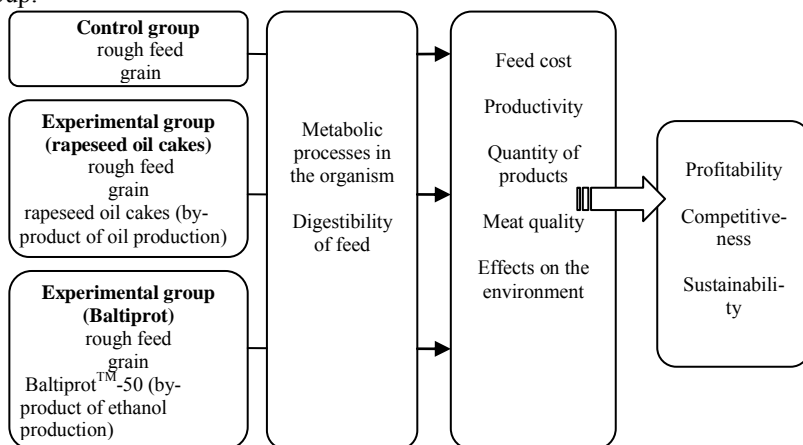 Control group
rough feed
grain
Experimental group
(rapeseed oil cakes)
rough feed
grain
rapeseed oil cakes (by-
product of oil production)
Experimental group
(Baltiprot)
rough feed
grain
Baltiprot™-50 (by-
product of ethanol
production)
Metabolic
processes in
the organism
Digestibility
of feed
Feed cost
Productivity
Quantity of
products
Meat quality
Effects on the
environment
Profitability
Competitive-
ness
Sustainabili-
ty